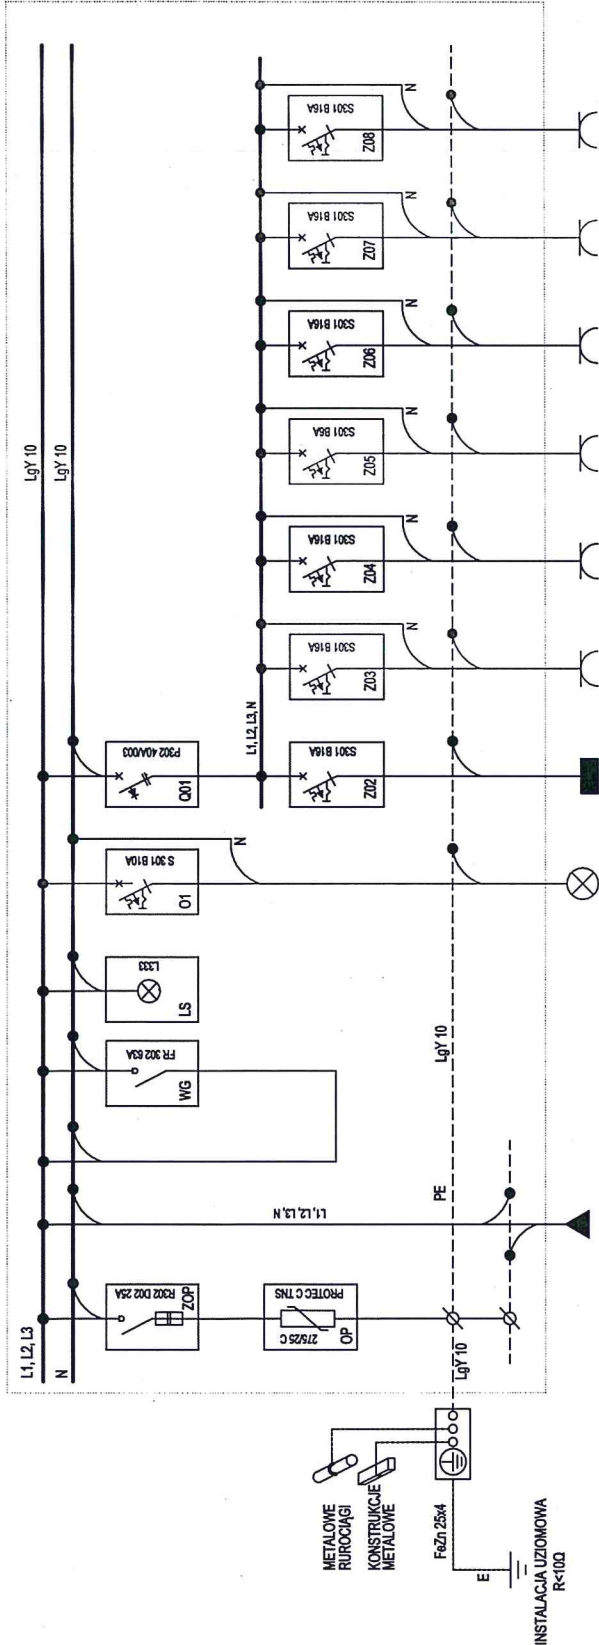 L1, L2, L3
N
LgY 10
LgY 10
R302 D02 25A
ZOP
PROTEC C TNS
275/25 C
OP
L1, L2, L3, N
FR 302 63A
WG
L333
LS
S 301 B10A
O1
N
P302 40A/003
Q01
L1, L2, L3, N
S301 B16A
Z02
S301 B16A
Z03
N
S301 B16A
Z04
N
S301 B6A
Z05
N
S301 B16A
Z06
N
S301 B16A
Z07
N
S301 B16A
Z08
N
PE
LgY 10
LgY 10
METALOWE
RUROCIĄGI
KONSTRUKCJE
METALOWE
FeZn 25x4
E
INSTALACJA UZIOMOWA
R<10Ω